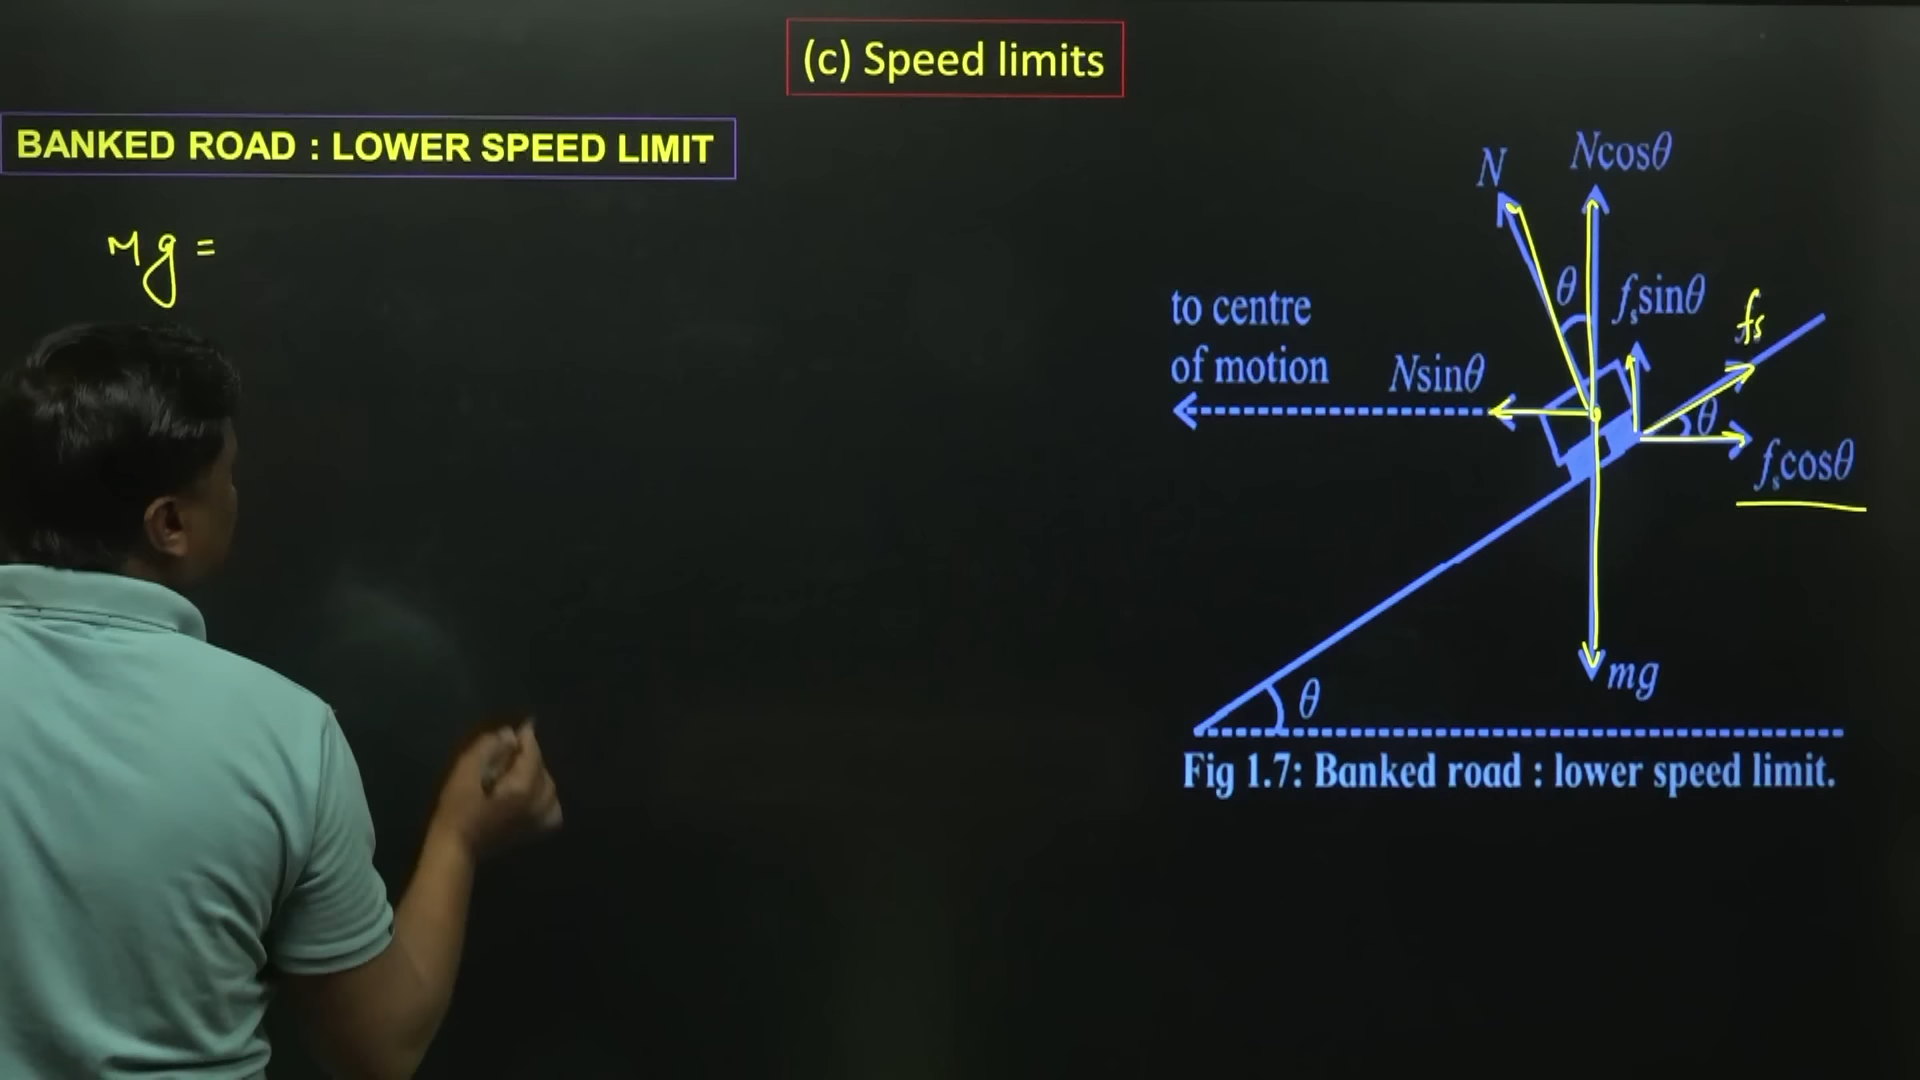 (c) Speed limits
BANKED ROAD : LOWER SPEED LIMIT
Mg =
N
Ncosθ
θ
fₛsinθ
fs
to centre
of motion
Nsinθ
θ
fₛcosθ
mg
θ
Fig 1.7: Banked road : lower speed limit.